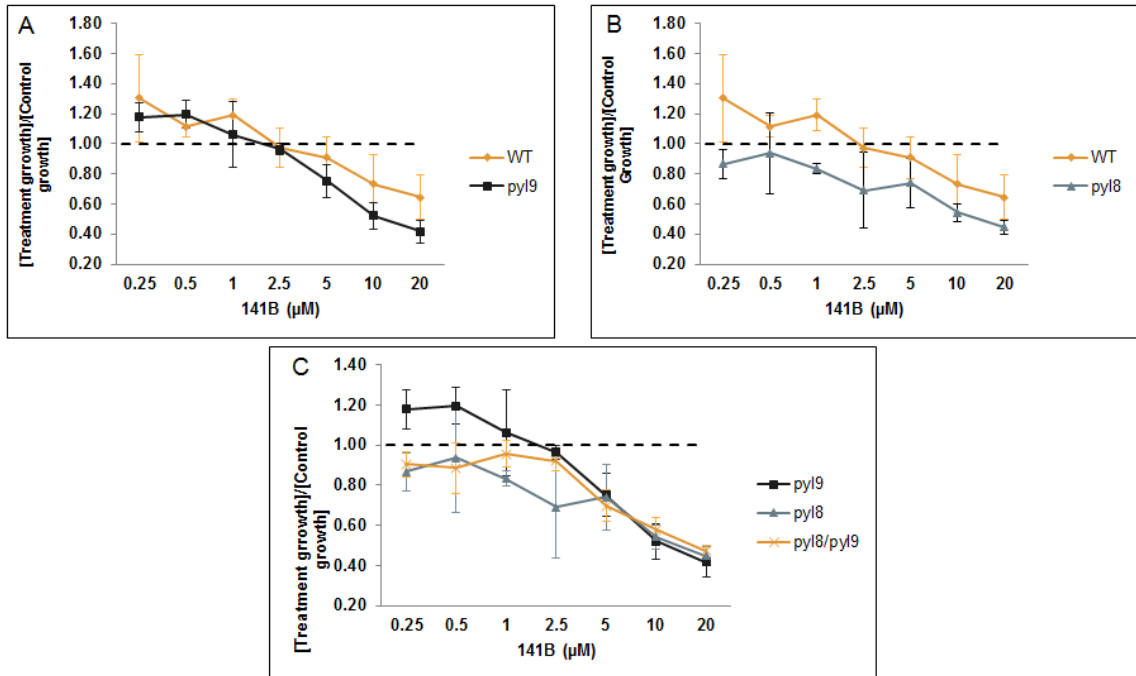 A
[Treatment growth]/[Control
growth]
1.80
1.60
1.40
1.20
1.00
0.80
0.60
0.40
0.20
0.25 0.5 1 2.5 5 10 20
141B (µM)
WT
pyl9
B
[Treatment growth]/[Control
Growth]
1.80
1.60
1.40
1.20
1.00
0.80
0.60
0.40
0.20
0.25 0.5 1 2.5 5 10 20
141B (µM)
WT
pyl8
C
[Treatment grrowth]/[Control
growth]
1.40
1.20
1.00
0.80
0.60
0.40
0.20
0.25 0.5 1 2.5 5 10 20
141B (µM)
pyl9
pyl8
pyl8/pyl9